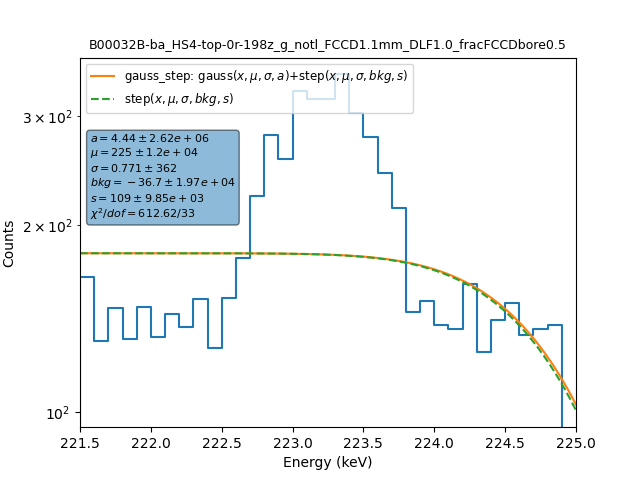 B00032B-ba_HS4-top-0r-198z_g_notl_FCCD1.1mm_DLF1.0_fracFCCDbore0.5
gauss_step: gauss(x, μ, σ, a)+step(x, μ, σ, bkg, s)
step(x, μ, σ, bkg, s)
a = 4.44 ± 2.62e + 06
μ = 225 ± 1.2e + 04
σ = 0.771 ± 362
bkg = − 36.7 ± 1.97e + 04
s = 109 ± 9.85e + 03
χ²/dof = 612.62/33
3 × 10²
2 × 10²
10²
Counts
221.5 222.0 222.5 223.0 223.5 224.0 224.5 225.0
Energy (keV)